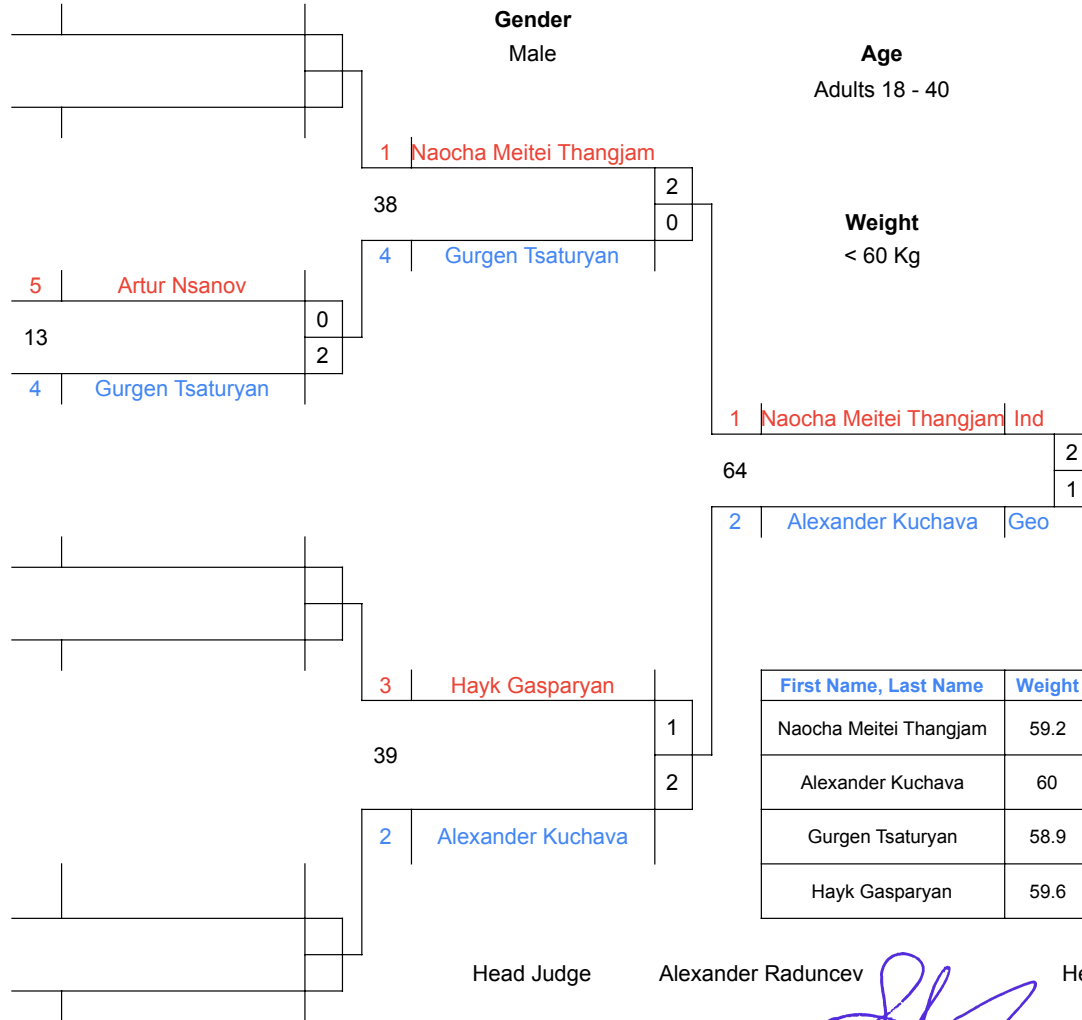 Gender
Male
Age
Adults 18 - 40
1 Naocha Meitei Thangjam
2
38
0
Weight
4 Gurgen Tsaturyan
< 60 Kg
5 Artur Nsanov
0
13
2
4 Gurgen Tsaturyan
1 Naocha Meitei Thangjam Ind
2
64
1
2 Alexander Kuchava Geo
3 Hayk Gasparyan
1
39
2
2 Alexander Kuchava
First Name, Last Name Weight
Naocha Meitei Thangjam 59.2
Alexander Kuchava 60
Gurgen Tsaturyan 58.9
Hayk Gasparyan 59.6
Head Judge Alexander Raduncev He